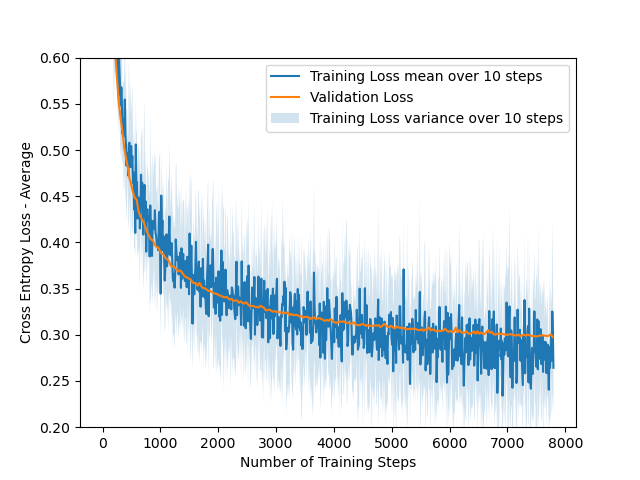 0.60
0.55
0.50
0.45
0.40
0.35
0.30
0.25
0.20
Cross Entropy Loss - Average
Training Loss mean over 10 steps
Validation Loss
Training Loss variance over 10 steps
0 1000 2000 3000 4000 5000 6000 7000 8000
Number of Training Steps